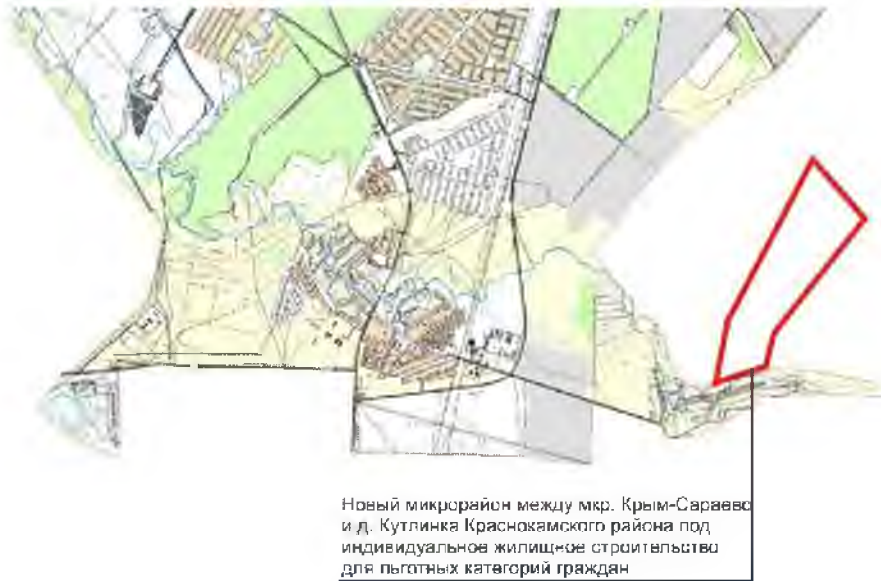 Новый микрорайон между мкр. Крым-Сараево
и д. Кутлинка Краснокамского района под
индивидуальное жилищное строительство
для льготных категорий граждан